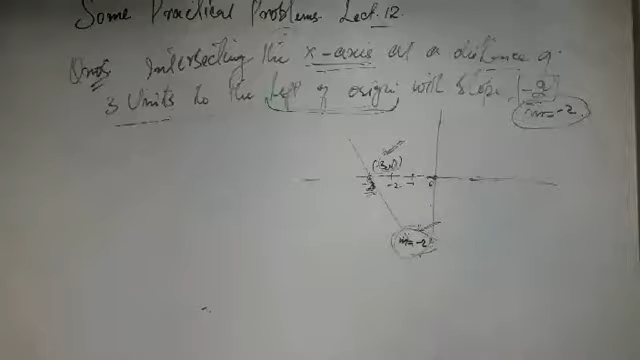 Some Practical Problems. Lect. 12.
Intersecting the x-axis at a distance of
3 Units to the Left of origin with slope -2
m=-2
(-3,0)
-3 -2 -1 0
m=-2